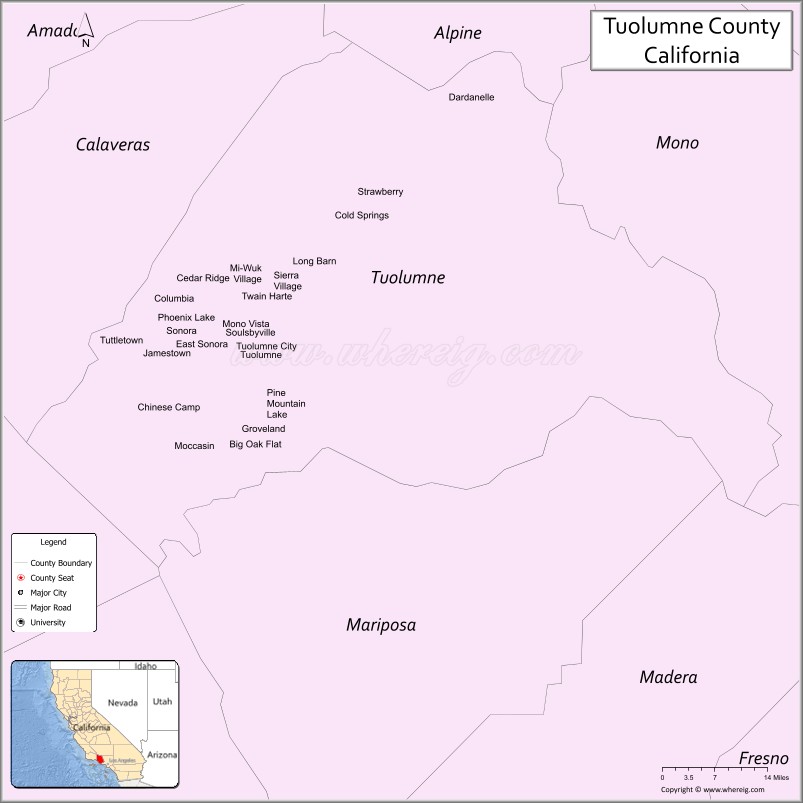 Tuolumne County
California
Amado
N
Alpine
Dardanelle
Calaveras
Mono
Strawberry
Cold Springs
Long Barn
Mi-Wuk
Village
Cedar Ridge
Sierra
Village
Tuolumne
Columbia
Twain Harte
Phoenix Lake
Mono Vista
Sonora
Soulsbyville
Tuttletown
East Sonora
Tuolumne City
Jamestown
Tuolumne
www.whereig.com
Pine
Mountain
Lake
Chinese Camp
Groveland
Moccasin
Big Oak Flat
Legend
County Boundary
County Seat
Major City
Major Road
University
Mariposa
Madera
Fresno
Idaho
Nevada
Utah
California
Los Angeles
Arizona
0 3.5 7 14 Miles
Copyright © www.whereig.com